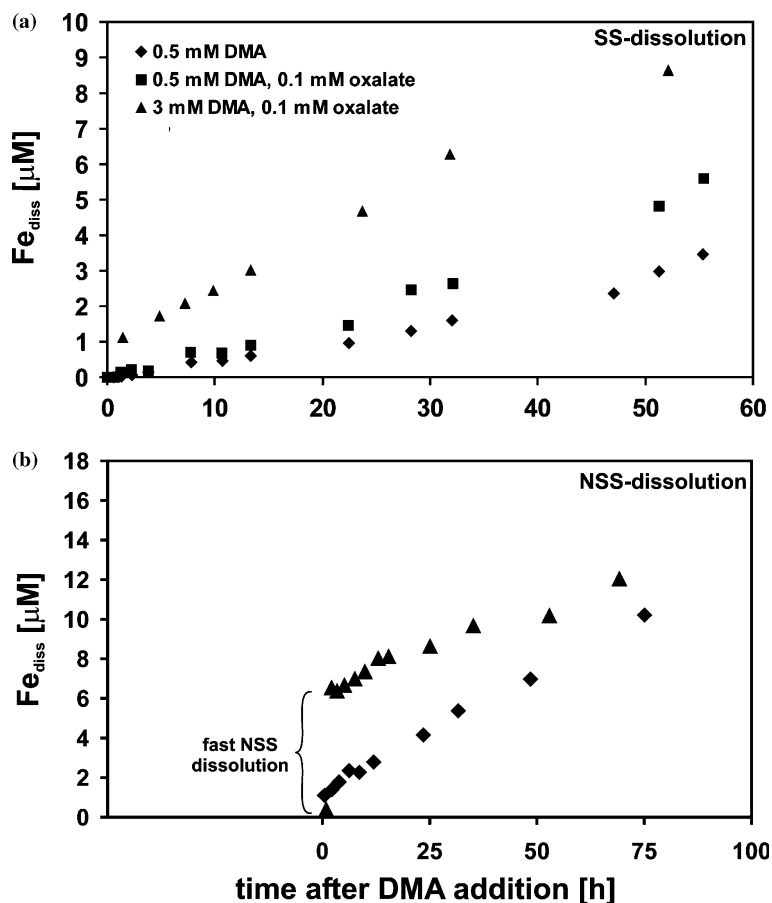 (a)
10
SS-dissolution
9
0.5 mM DMA
8
0.5 mM DMA, 0.1 mM oxalate
7
3 mM DMA, 0.1 mM oxalate
6
5
4
3
2
1
0
Fediss [μM]
0 10 20 30 40 50 60
(b)
18
NSS-dissolution
16
14
12
10
8
6
4
2
0
Fediss [μM]
fast NSS
dissolution
0 25 50 75 100
time after DMA addition [h]